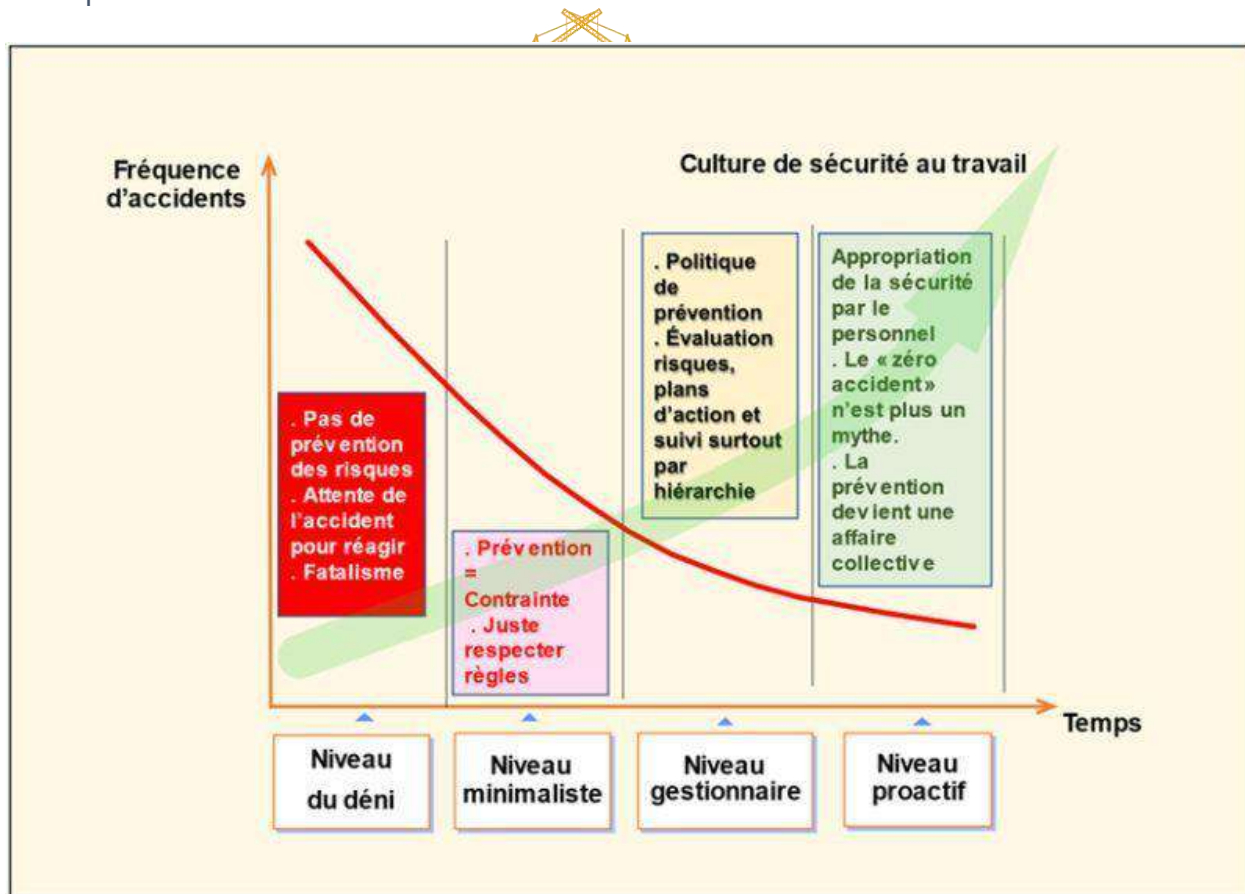 Fréquence
d'accidents
Culture de sécurité au travail
. Pas de
prévention
des risques
. Attente de
l'accident
pour réagir
. Fatalisme
. Prévention
=
Contrainte
. Juste
respecter
règles
. Politique
de
prévention
. Évaluation
risques,
plans
d'action et
suivi surtout
par
hiérarchie
Appropriation
de la sécurité
par le
personnel
. Le « zéro
accident »
n'est plus un
mythe.
. La
prévention
devient une
affaire
collective
Temps
Niveau
du déni
Niveau
minimaliste
Niveau
gestionnaire
Niveau
proactif